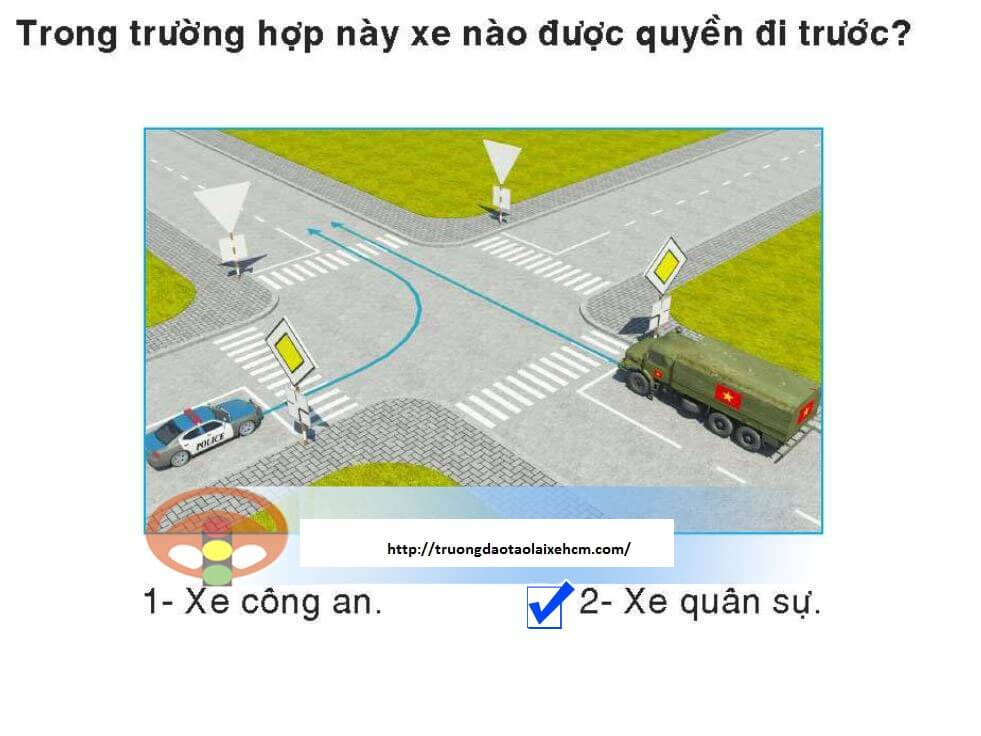 Trong trường hợp này xe nào được quyền đi trước?
POLICE
http://truongdaotaolaixehcm.com/
1- Xe công an.
2- Xe quân sự.